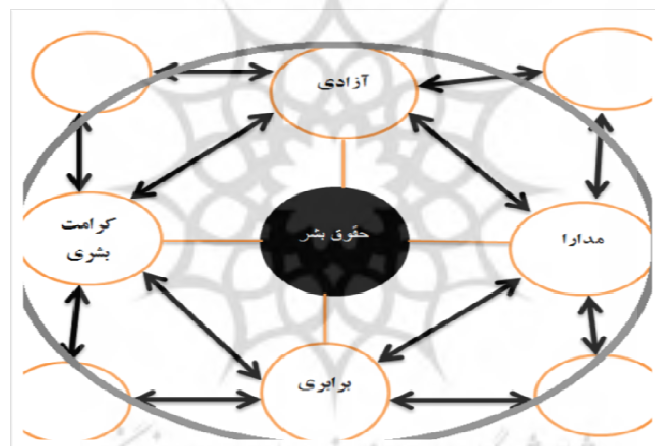 آزادی
کرامت
بشری
حقوق بشر
مدارا
برابری